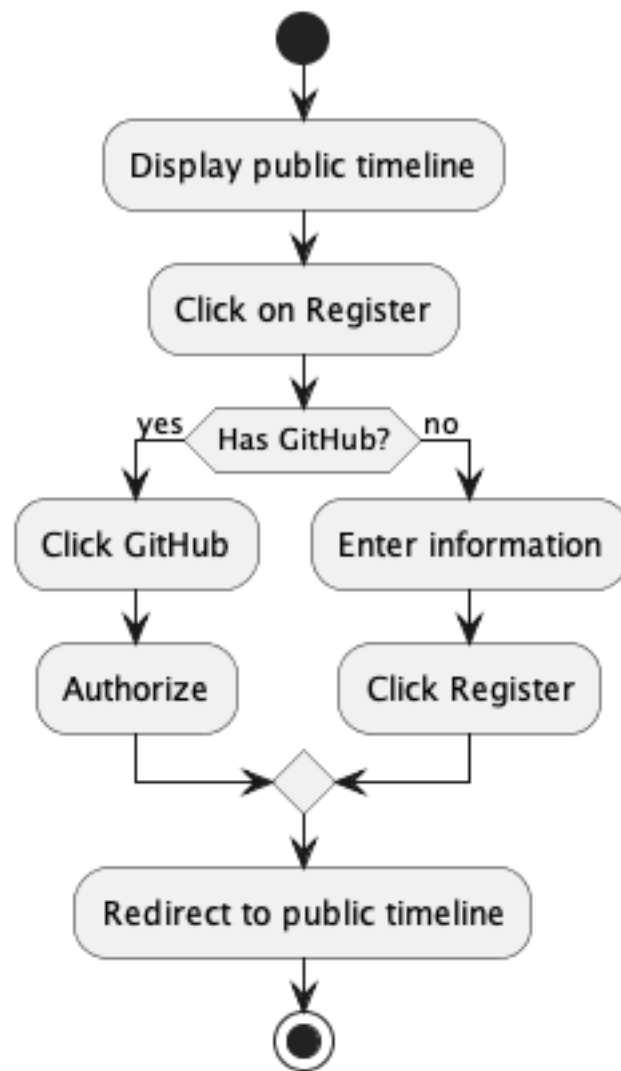 Display public timeline
Click on Register
yes
Has GitHub?
no
Click GitHub
Enter information
Authorize
Click Register
Redirect to public timeline